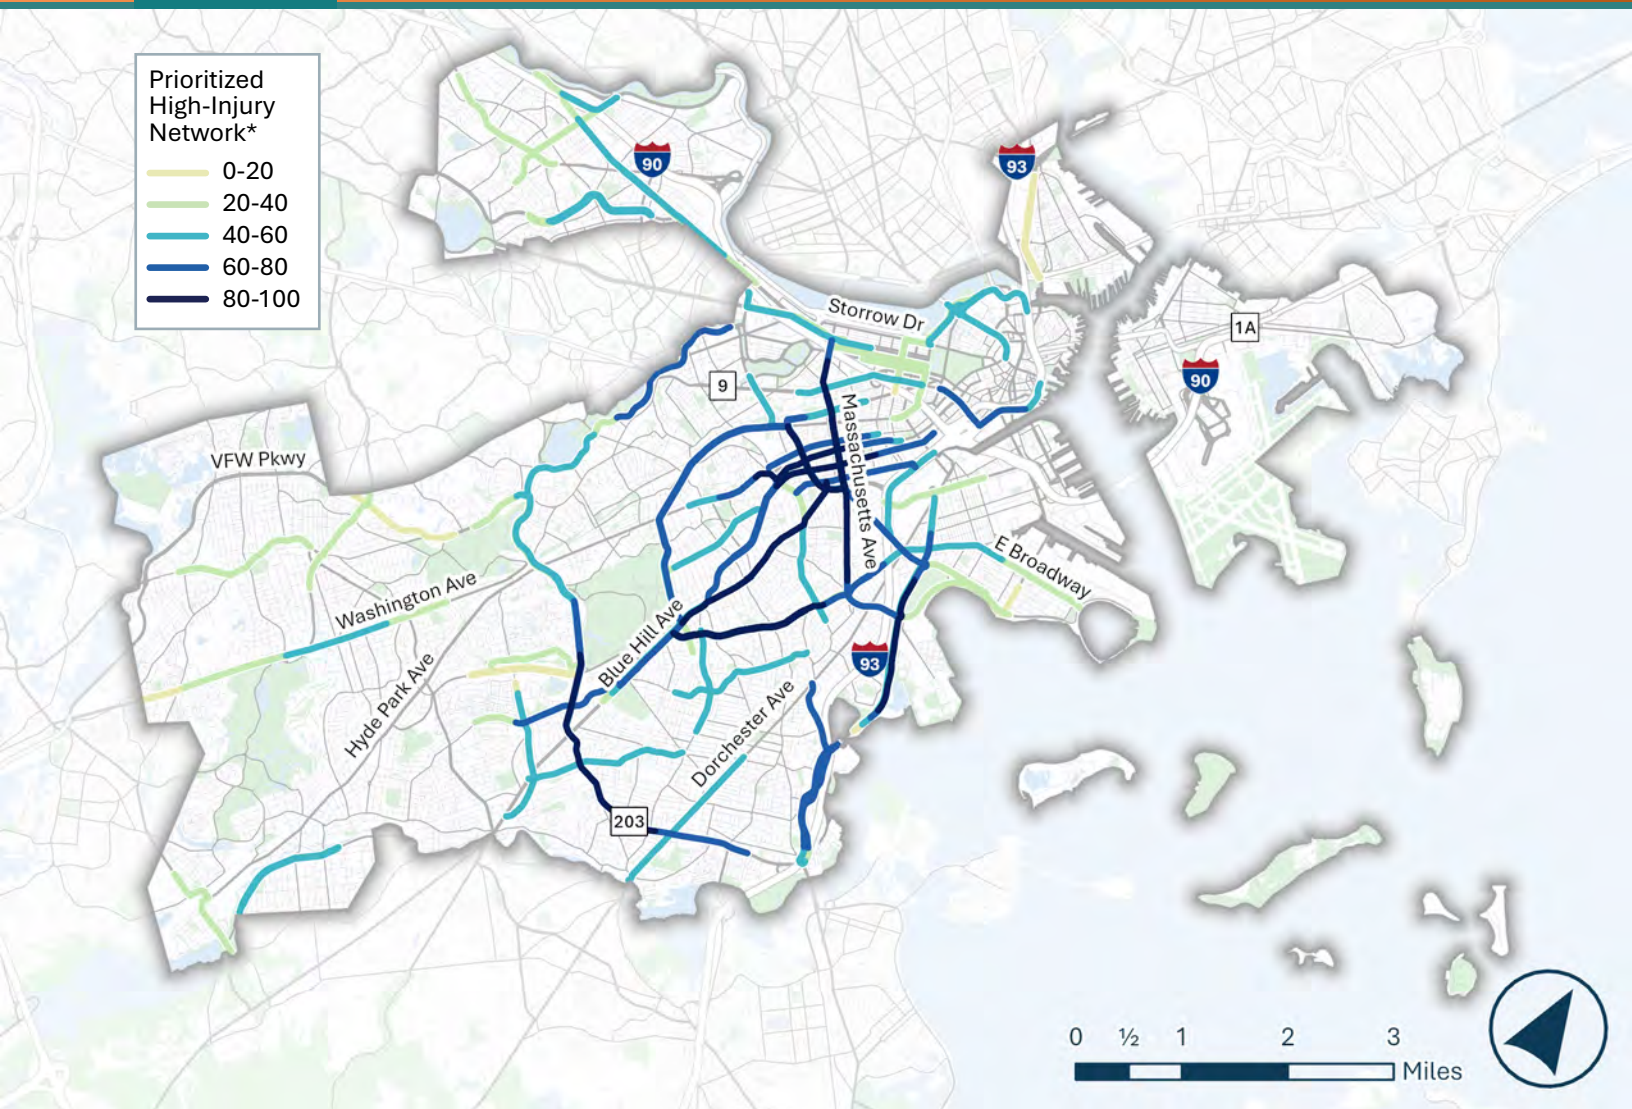 Prioritized
High-Injury
Network*
0-20
20-40
40-60
60-80
80-100
90
93
Storrow Dr
1A
90
9
Massachusetts Ave
VFW Pkwy
E Broadway
Washington Ave
Blue Hill Ave
93
Hyde Park Ave
Dorchester Ave
203
0 ½ 1 2 3
Miles